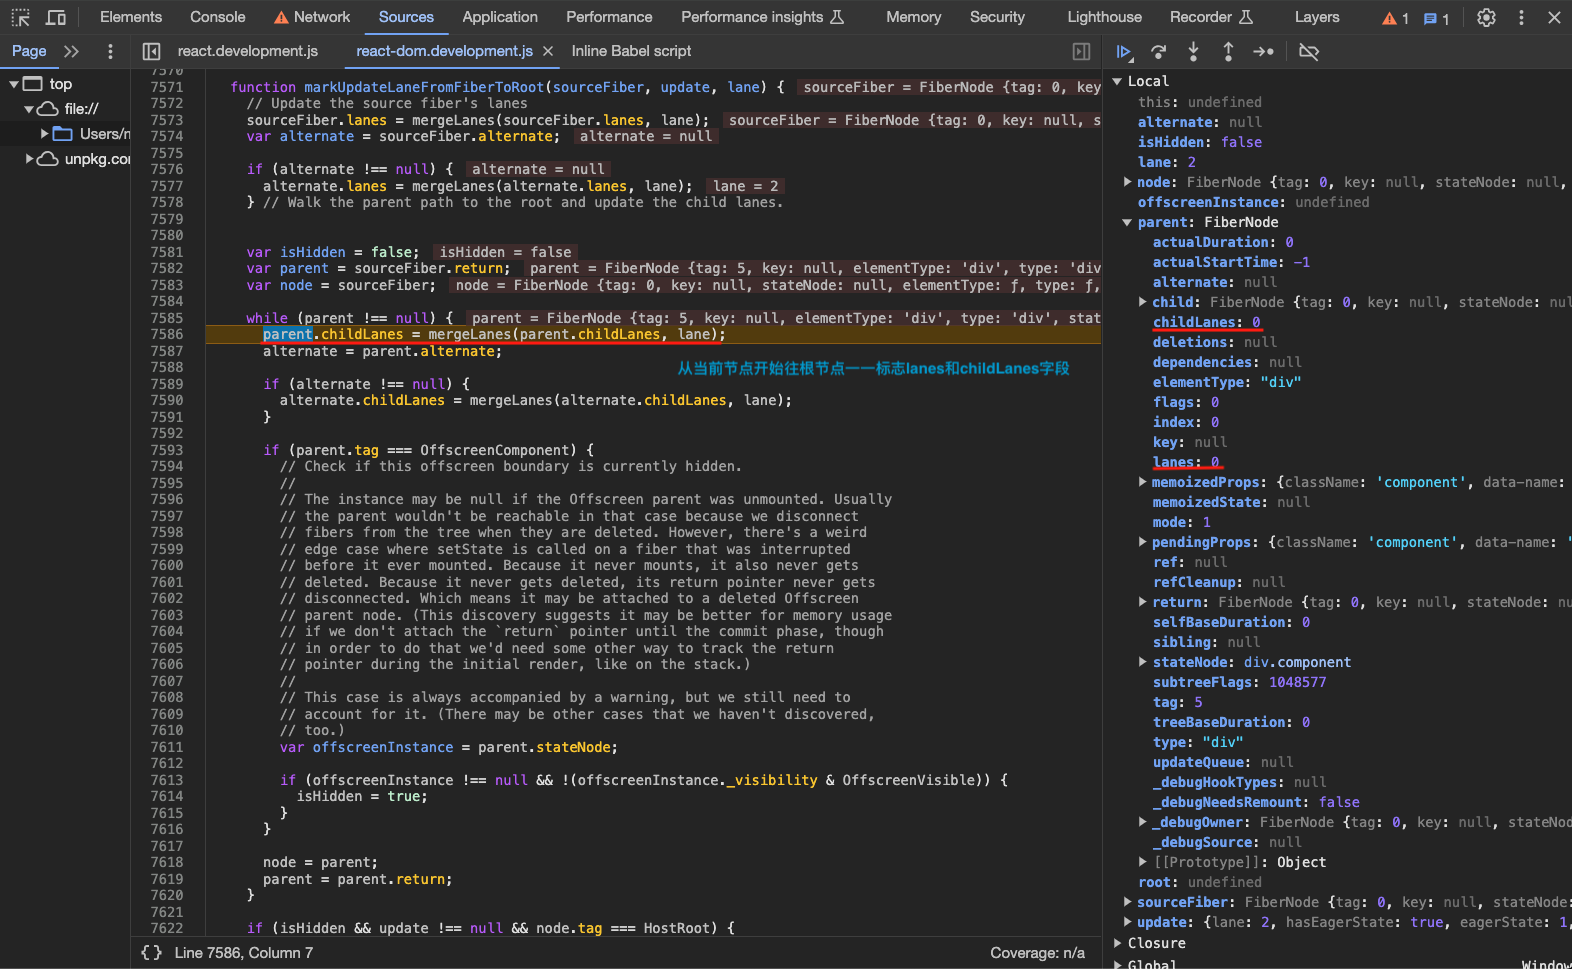 Elements Console Network Sources Application Performance Performance insights Memory Security Lighthouse Recorder Layers 1 1
Page react.development.js react-dom.development.js Inline Babel script
top
file://
Users/
unpkg.co
7570
7571 function markUpdateLaneFromFiberToRoot(sourceFiber, update, lane) { sourceFiber = FiberNode {tag: 0, key
7572 // Update the source fiber's lanes
7573 sourceFiber.lanes = mergeLanes(sourceFiber.lanes, lane); sourceFiber = FiberNode {tag: 0, key: null, s
7574 var alternate = sourceFiber.alternate; alternate = null
7575
7576 if (alternate !== null) { alternate = null
7577 alternate.lanes = mergeLanes(alternate.lanes, lane); lane = 2
7578 } // Walk the parent path to the root and update the child lanes.
7579
7580
7581 var isHidden = false; isHidden = false
7582 var parent = sourceFiber.return; parent = FiberNode {tag: 5, key: null, elementType: 'div', type: 'div
7583 var node = sourceFiber; node = FiberNode {tag: 0, key: null, stateNode: null, elementType: ƒ, type: ƒ,
7584
7585 while (parent !== null) { parent = FiberNode {tag: 5, key: null, elementType: 'div', type: 'div', stat
7586 parent.childLanes = mergeLanes(parent.childLanes, lane);
7587 alternate = parent.alternate;
7588 从当前节点开始往根节点一一标志lanes和childLanes字段
7589 if (alternate !== null) {
7590 alternate.childLanes = mergeLanes(alternate.childLanes, lane);
7591 }
7592
7593 if (parent.tag === OffscreenComponent) {
7594 // Check if this offscreen boundary is currently hidden.
7595 //
7596 // The instance may be null if the Offscreen parent was unmounted. Usually
7597 // the parent wouldn't be reachable in that case because we disconnect
7598 // fibers from the tree when they are deleted. However, there's a weird
7599 // edge case where setState is called on a fiber that was interrupted
7600 // before it ever mounted. Because it never mounts, it also never gets
7601 // deleted. Because it never gets deleted, its return pointer never gets
7602 // disconnected. Which means it may be attached to a deleted Offscreen
7603 // parent node. (This discovery suggests it may be better for memory usage
7604 // if we don't attach the `return` pointer until the commit phase, though
7605 // in order to do that we'd need some other way to track the return
7606 // pointer during the initial render, like on the stack.)
7607 //
7608 // This case is always accompanied by a warning, but we still need to
7609 // account for it. (There may be other cases that we haven't discovered,
7610 // too.)
7611 var offscreenInstance = parent.stateNode;
7612
7613 if (offscreenInstance !== null && !(offscreenInstance._visibility & OffscreenVisible)) {
7614 isHidden = true;
7615 }
7616 }
7617
7618 node = parent;
7619 parent = parent.return;
7620 }
7621
7622 if (isHidden && update !== null && node.tag === HostRoot) {
{} Line 7586, Column 7 Coverage: n/a
Local
this: undefined
alternate: null
isHidden: false
lane: 2
node: FiberNode {tag: 0, key: null, stateNode: null,
offscreenInstance: undefined
parent: FiberNode
actualDuration: 0
actualStartTime: -1
alternate: null
child: FiberNode {tag: 0, key: null, stateNode: nul
childLanes: 0
deletions: null
dependencies: null
elementType: "div"
flags: 0
index: 0
key: null
lanes: 0
memoizedProps: {className: 'component', data-name:
memoizedState: null
mode: 1
pendingProps: {className: 'component', data-name: '
ref: null
refCleanup: null
return: FiberNode {tag: 0, key: null, stateNode: nu
selfBaseDuration: 0
sibling: null
stateNode: div.component
subtreeFlags: 1048577
tag: 5
treeBaseDuration: 0
type: "div"
updateQueue: null
_debugHookTypes: null
_debugNeedsRemount: false
_debugOwner: FiberNode {tag: 0, key: null, stateNod
_debugSource: null
[[Prototype]]: Object
root: undefined
sourceFiber: FiberNode {tag: 0, key: null, stateNode:
update: {lane: 2, hasEagerState: true, eagerState: 1,
Closure
Global Window